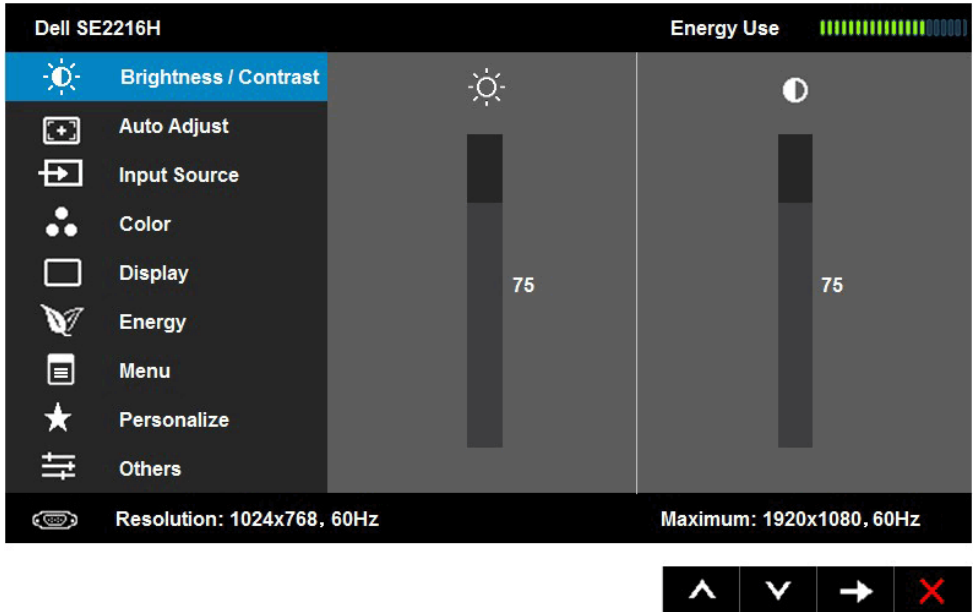 Dell SE2216H Energy Use
Brightness / Contrast
Auto Adjust
Input Source
Color
Display
75 75
Energy
Menu
Personalize
Others
Resolution: 1024x768, 60Hz Maximum: 1920x1080, 60Hz